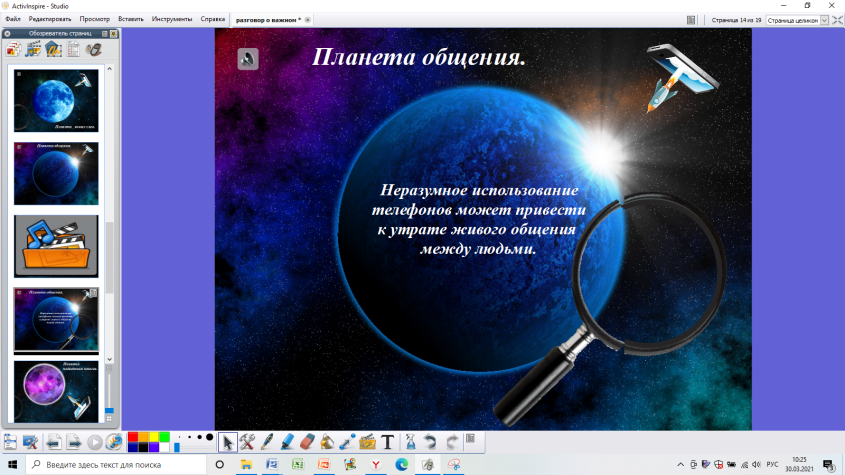 ActivInspire - Studio
Файл Редактировать Просмотр Вставить Инструменты Справка
разговор о важном *
Страница 14 из 19
Страница целиком
Обозреватель страниц
Планета общения.
Неразумное использование
телефонов может привести
к утрате живого общения
между людьми.
Введите здесь текст для поиска
РУС
10:25
30.03.2021